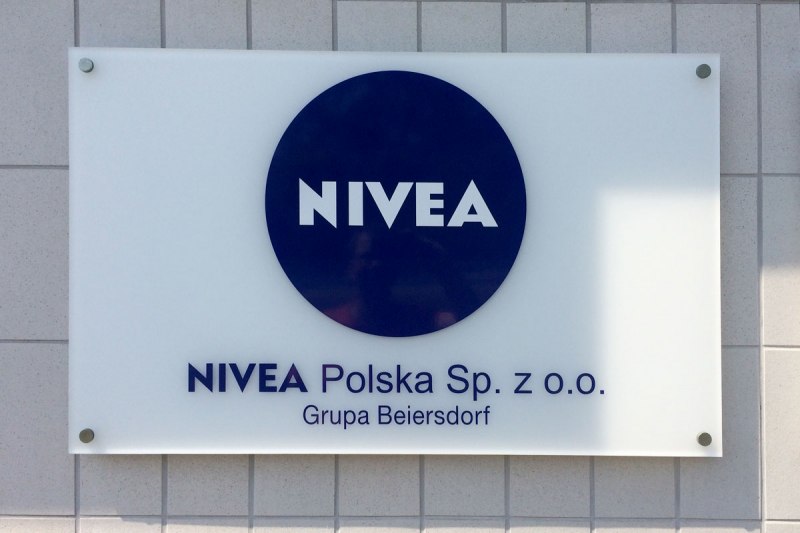 NIVEA
NIVEA Polska Sp. z o.o.
Grupa Beiersdorf